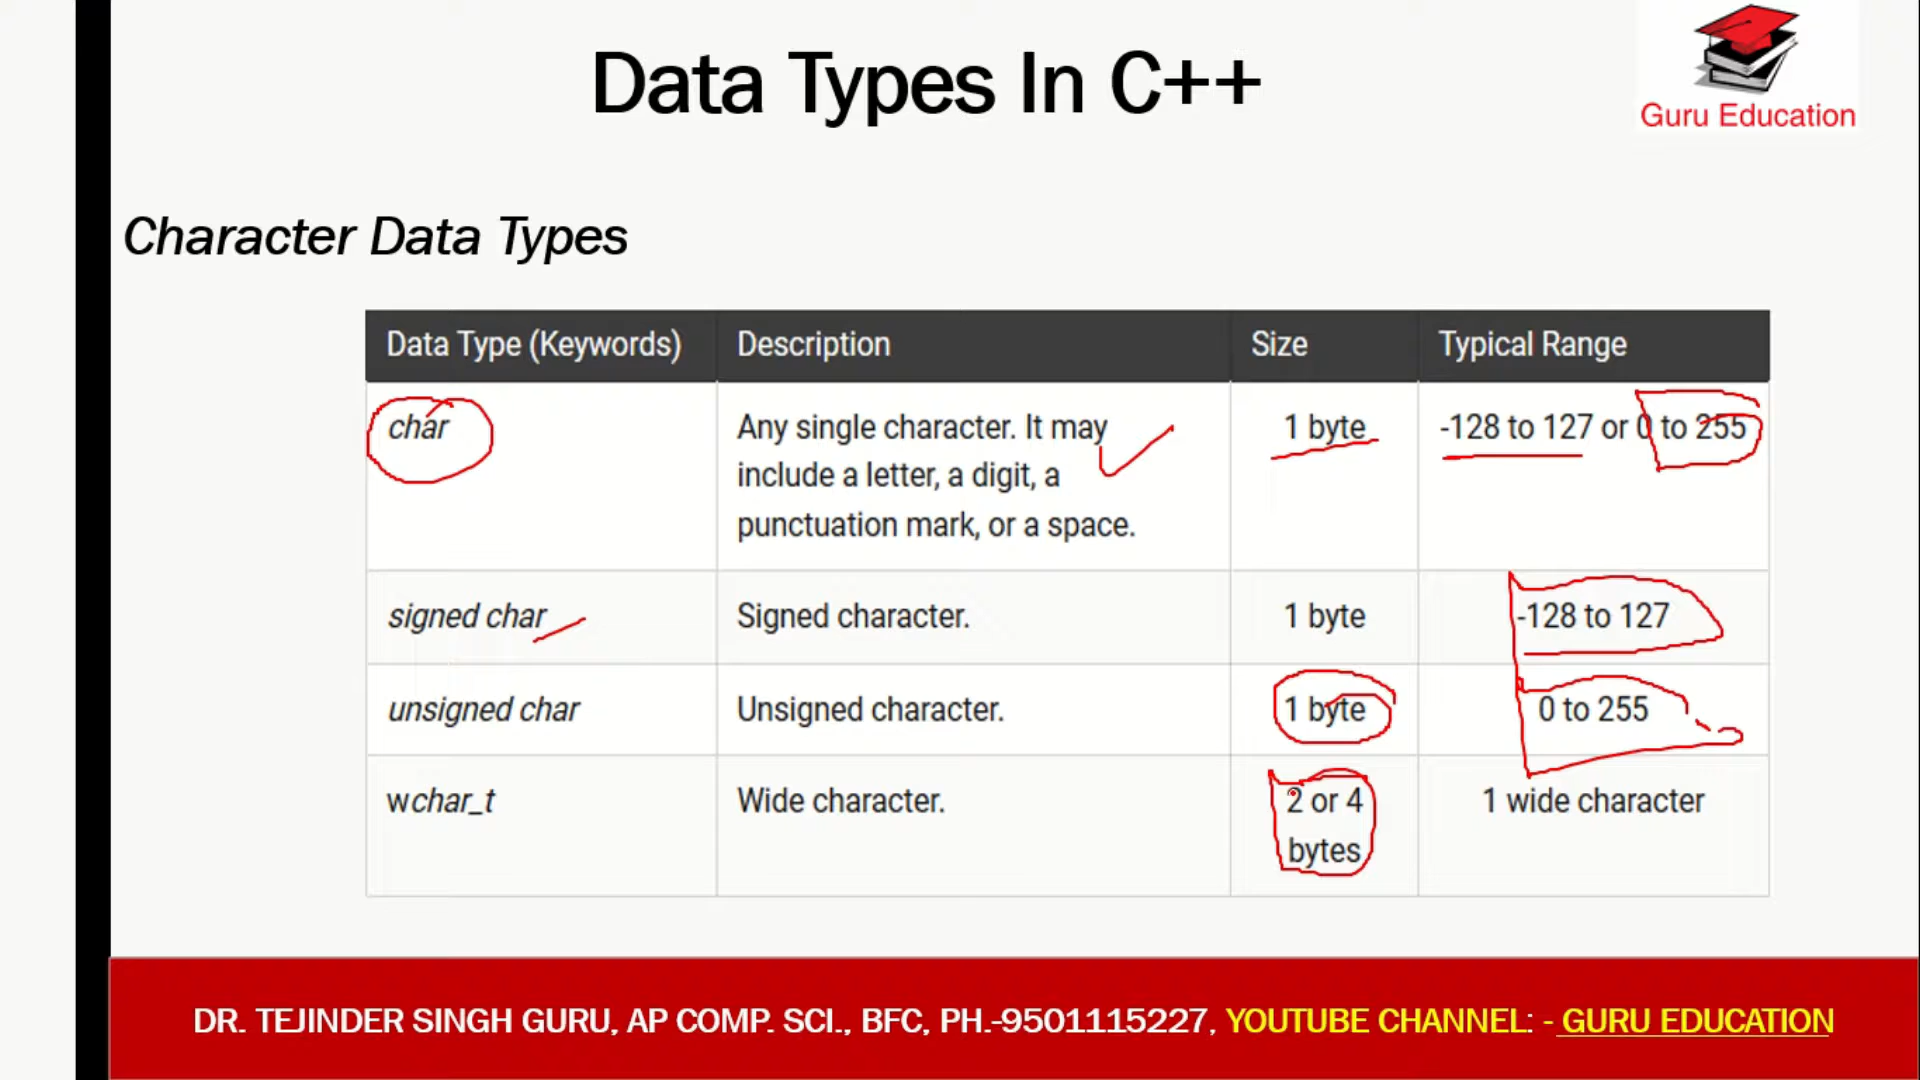 Data Types In C++
Guru Education
Character Data Types
Data Type (Keywords) Description Size Typical Range
char Any single character. It may 1 byte -128 to 127 or 0 to 255
include a letter, a digit, a
punctuation mark, or a space.
signed char Signed character. 1 byte -128 to 127
unsigned char Unsigned character. 1 byte 0 to 255
wchar_t Wide character. 2 or 4 1 wide character
bytes
DR. TEJINDER SINGH GURU, AP COMP. SCI., BFC, PH.-9501115227, YOUTUBE CHANNEL: - GURU EDUCATION